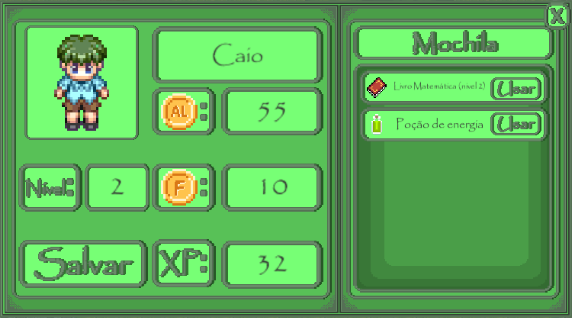 X
Mochila
Caio
AL : 55
Nível: 2
F : 10
Salvar
XP: 32
Livro Matemática (nível 2) Usar
Poção de energia Usar